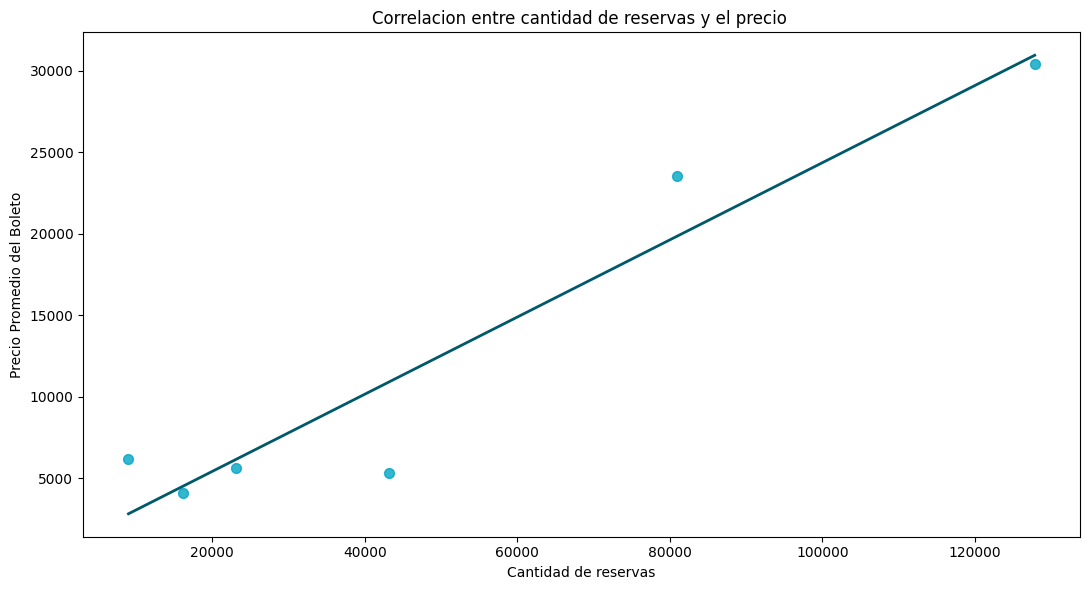 Correlacion entre cantidad de reservas y el precio
30000
25000
20000
15000
10000
5000
Precio Promedio del Boleto
20000 40000 60000 80000 100000 120000
Cantidad de reservas